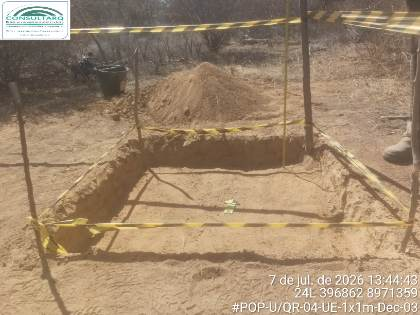 CONSULTARQ
7 de jul. de 2026 13:44:43
24L 396862 8971359
#POP-U/QR-04-UE-1x1m-Dec-03